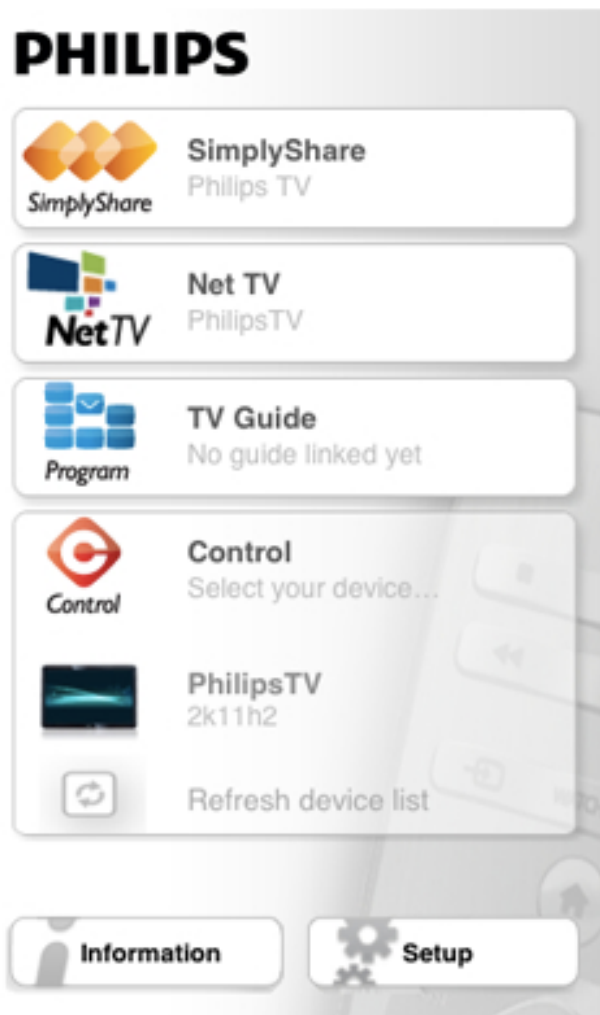 PHILIPS
SimplyShare
SimplyShare
Philips TV
NetTV
Net TV
PhilipsTV
Program
TV Guide
No guide linked yet
Control
Control
Select your device...
PhilipsTV
2k11h2
Refresh device list
Information
Setup